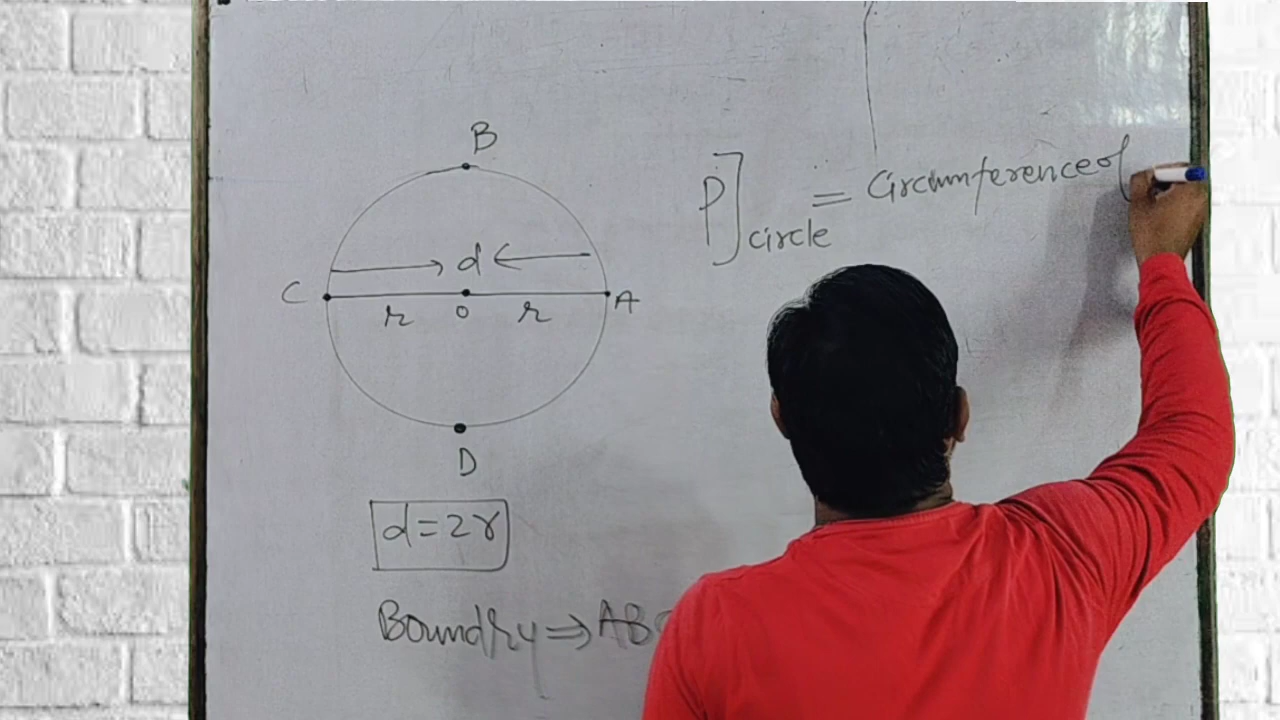 B
P]circle = Circumference of
d
C r o r A
D
d=2r
Boundry ⇒ AB